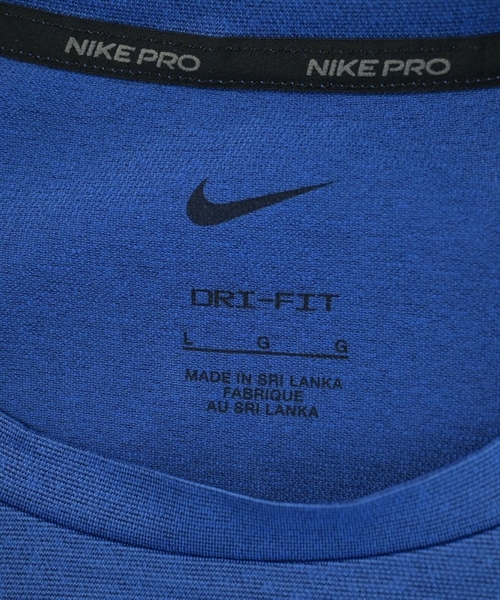 NIKE PRO NIKE PRO
DRI-FIT
L G G
MADE IN SRI LANKA
FABRIQUE
AU SRI LANKA